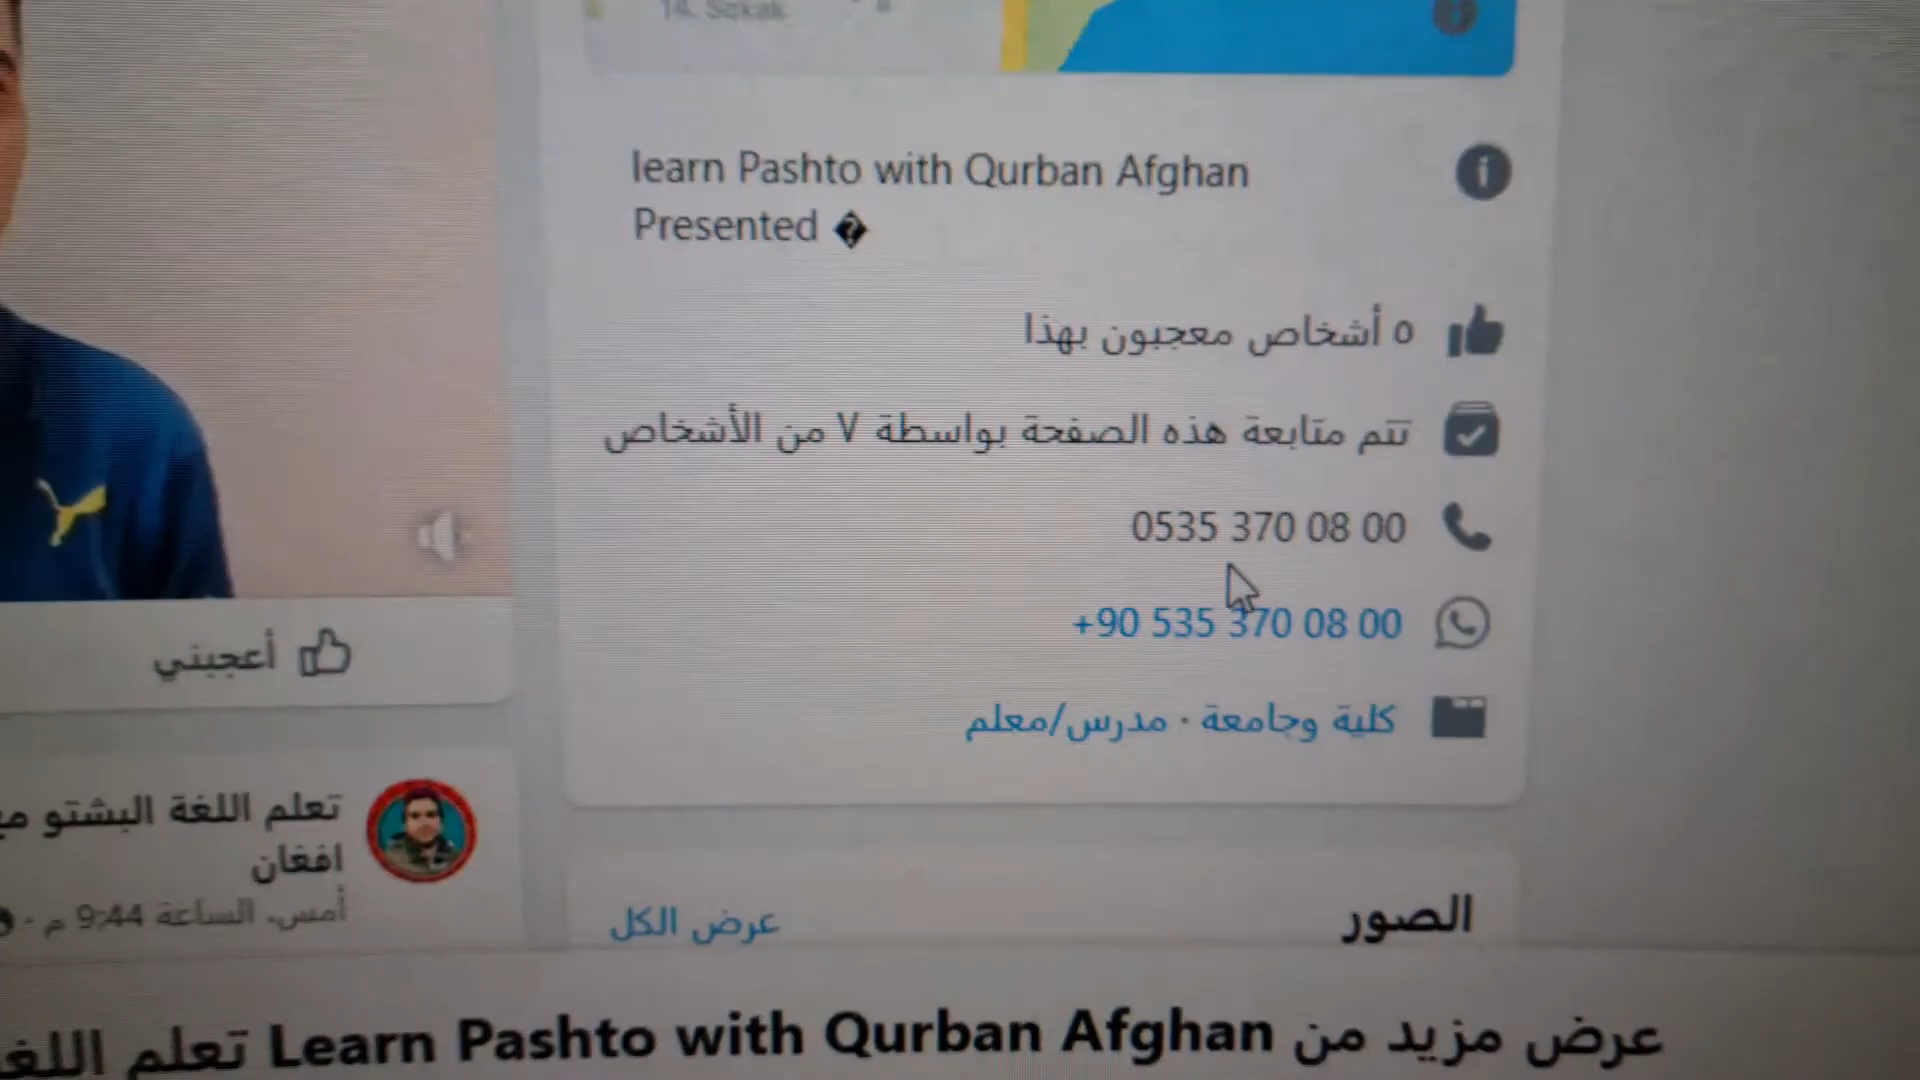 14. Sokak
learn Pashto with Qurban Afghan
Presented �
٥ أشخاص معجبون بهذا
تتم متابعة هذه الصفحة بواسطة ٧ من الأشخاص
0535 370 08 00
+90 535 370 08 00
كلية وجامعة · مدرس/معلم
أعجبني
تعلم اللغة البشتو
افغان
أمس، الساعة 9:44 م ·
الصور
عرض الكل
عرض مزيد من Learn Pashto with Qurban Afghan تعلم